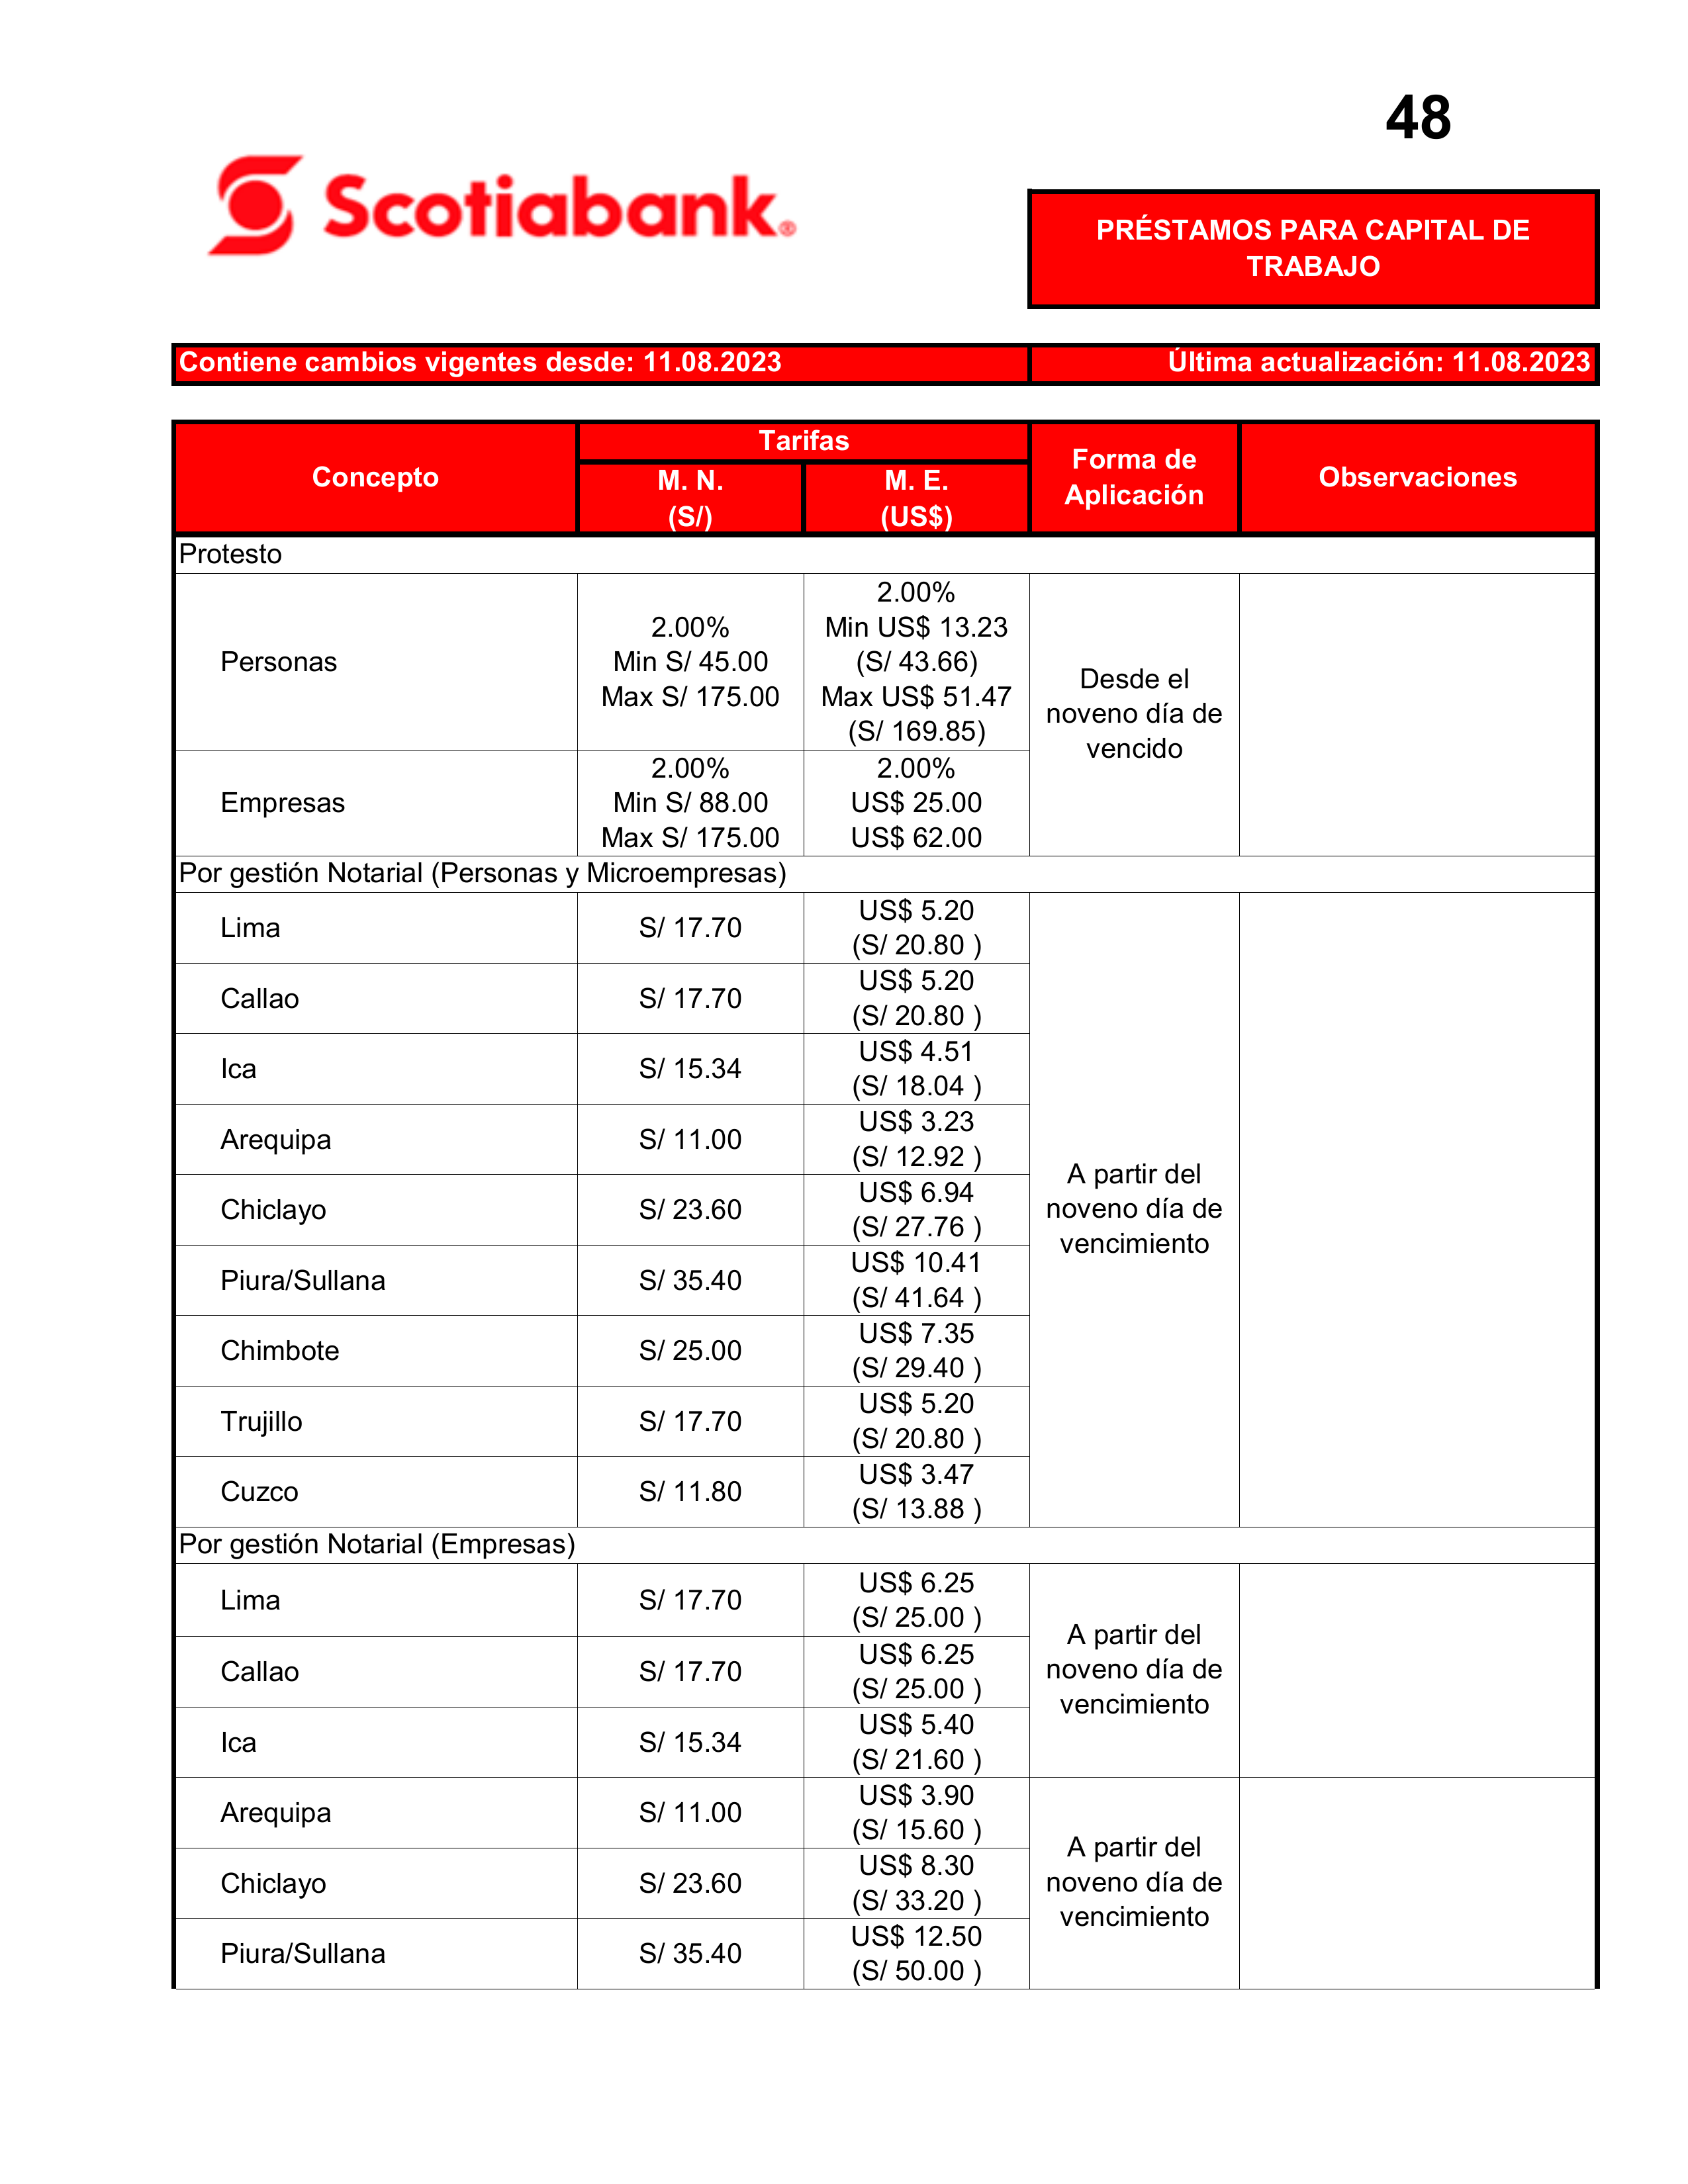 48
Scotiabank®
PRÉSTAMOS PARA CAPITAL DE
TRABAJO
Contiene cambios vigentes desde: 11.08.2023 Última actualización: 11.08.2023
Concepto
Tarifas
M. N.
(S/)
M. E.
(US$)
Forma de
Aplicación
Observaciones
Protesto
Personas
2.00%
Min S/ 45.00
Max S/ 175.00
2.00%
Min US$ 13.23
(S/ 43.66)
Max US$ 51.47
(S/ 169.85)
Desde el
noveno día de
vencido
Empresas
2.00%
Min S/ 88.00
Max S/ 175.00
2.00%
US$ 25.00
US$ 62.00
Por gestión Notarial (Personas y Microempresas)
Lima
S/ 17.70
US$ 5.20
(S/ 20.80 )
Callao
S/ 17.70
US$ 5.20
(S/ 20.80 )
Ica
S/ 15.34
US$ 4.51
(S/ 18.04 )
Arequipa
S/ 11.00
US$ 3.23
(S/ 12.92 )
Chiclayo
S/ 23.60
US$ 6.94
(S/ 27.76 )
Piura/Sullana
S/ 35.40
US$ 10.41
(S/ 41.64 )
Chimbote
S/ 25.00
US$ 7.35
(S/ 29.40 )
Trujillo
S/ 17.70
US$ 5.20
(S/ 20.80 )
Cuzco
S/ 11.80
US$ 3.47
(S/ 13.88 )
A partir del
noveno día de
vencimiento
Por gestión Notarial (Empresas)
Lima
S/ 17.70
US$ 6.25
(S/ 25.00 )
Callao
S/ 17.70
US$ 6.25
(S/ 25.00 )
Ica
S/ 15.34
US$ 5.40
(S/ 21.60 )
A partir del
noveno día de
vencimiento
Arequipa
S/ 11.00
US$ 3.90
(S/ 15.60 )
Chiclayo
S/ 23.60
US$ 8.30
(S/ 33.20 )
Piura/Sullana
S/ 35.40
US$ 12.50
(S/ 50.00 )
A partir del
noveno día de
vencimiento